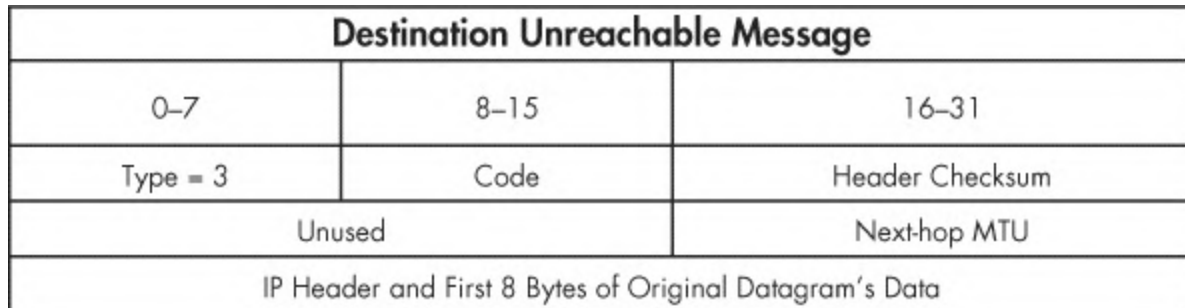 Destination Unreachable Message
0–7 8–15 16–31
Type = 3 Code Header Checksum
Unused Next-hop MTU
IP Header and First 8 Bytes of Original Datagram’s Data